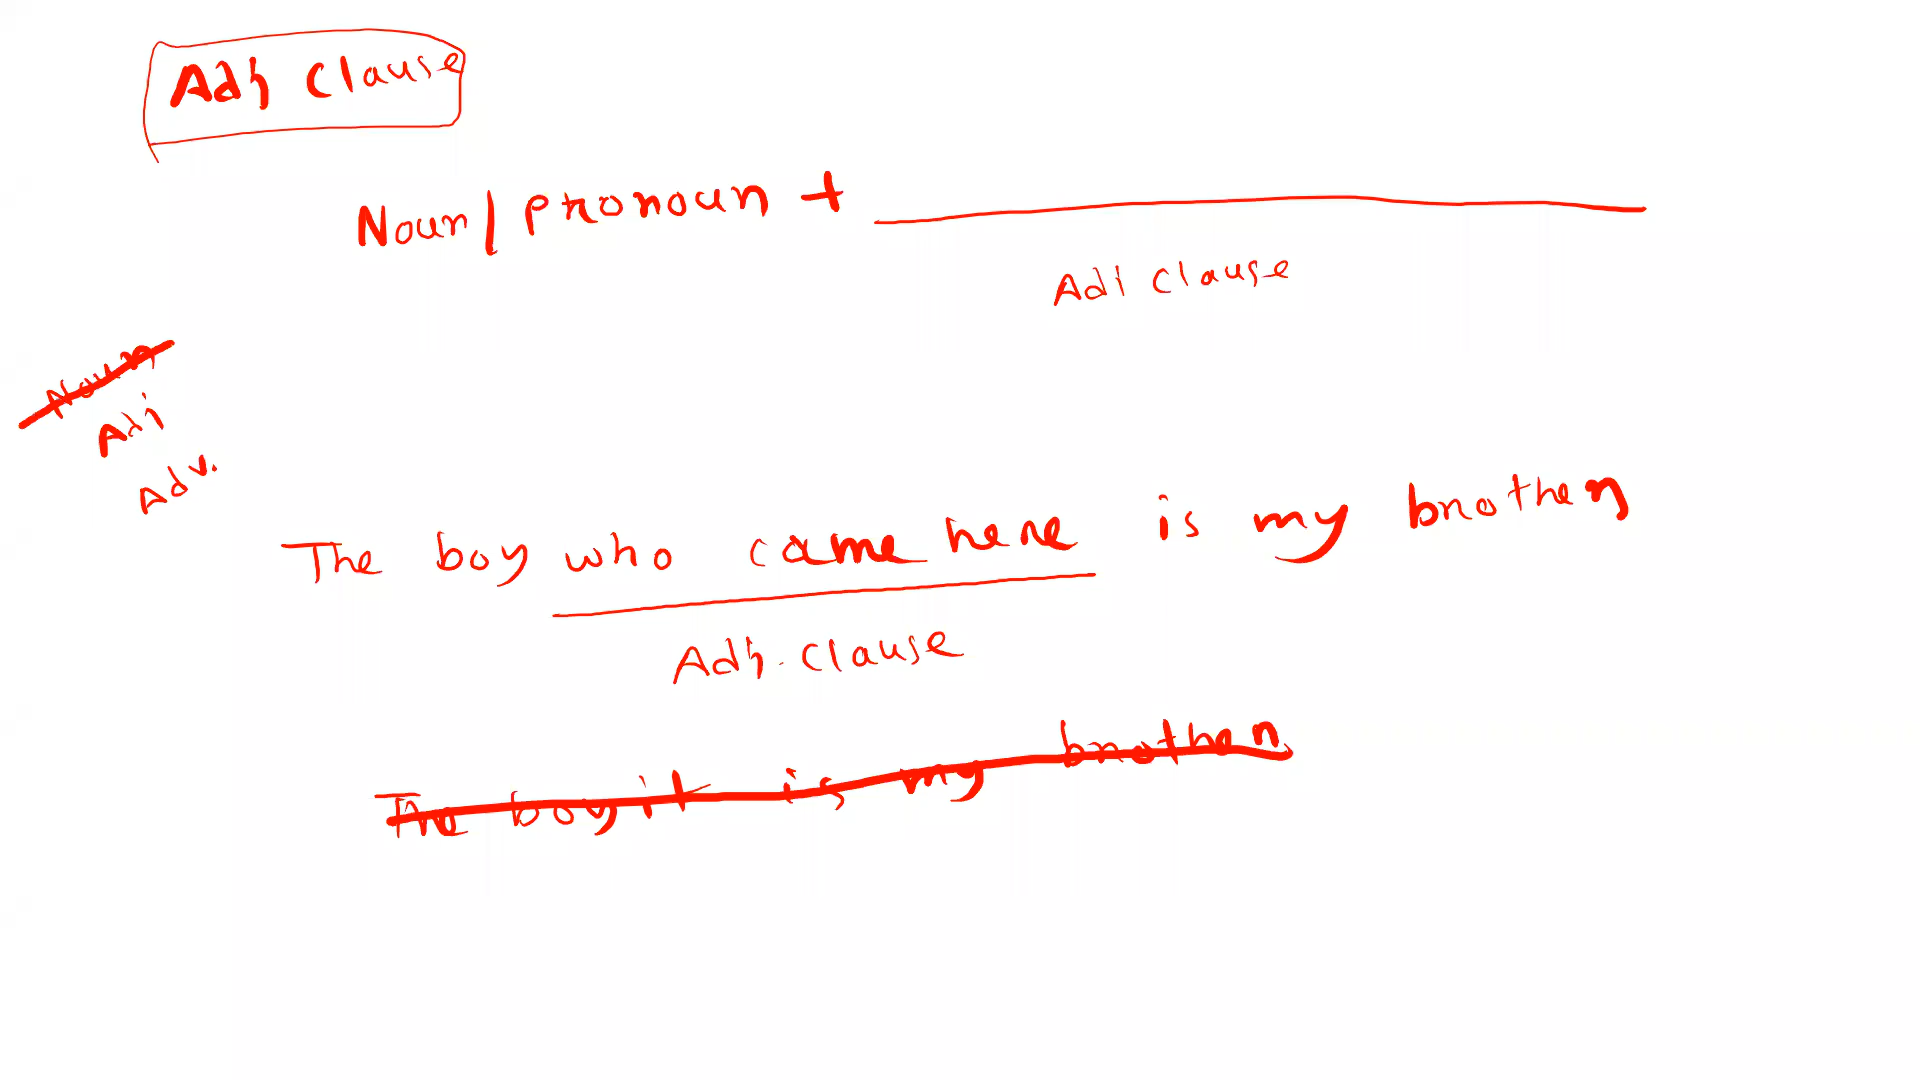 Adj Clause
Noun/pronoun +
Adj Clause
Noun
Adj
Adv.
The boy who came here is my brother
Adj. Clause
The boy it is my brother